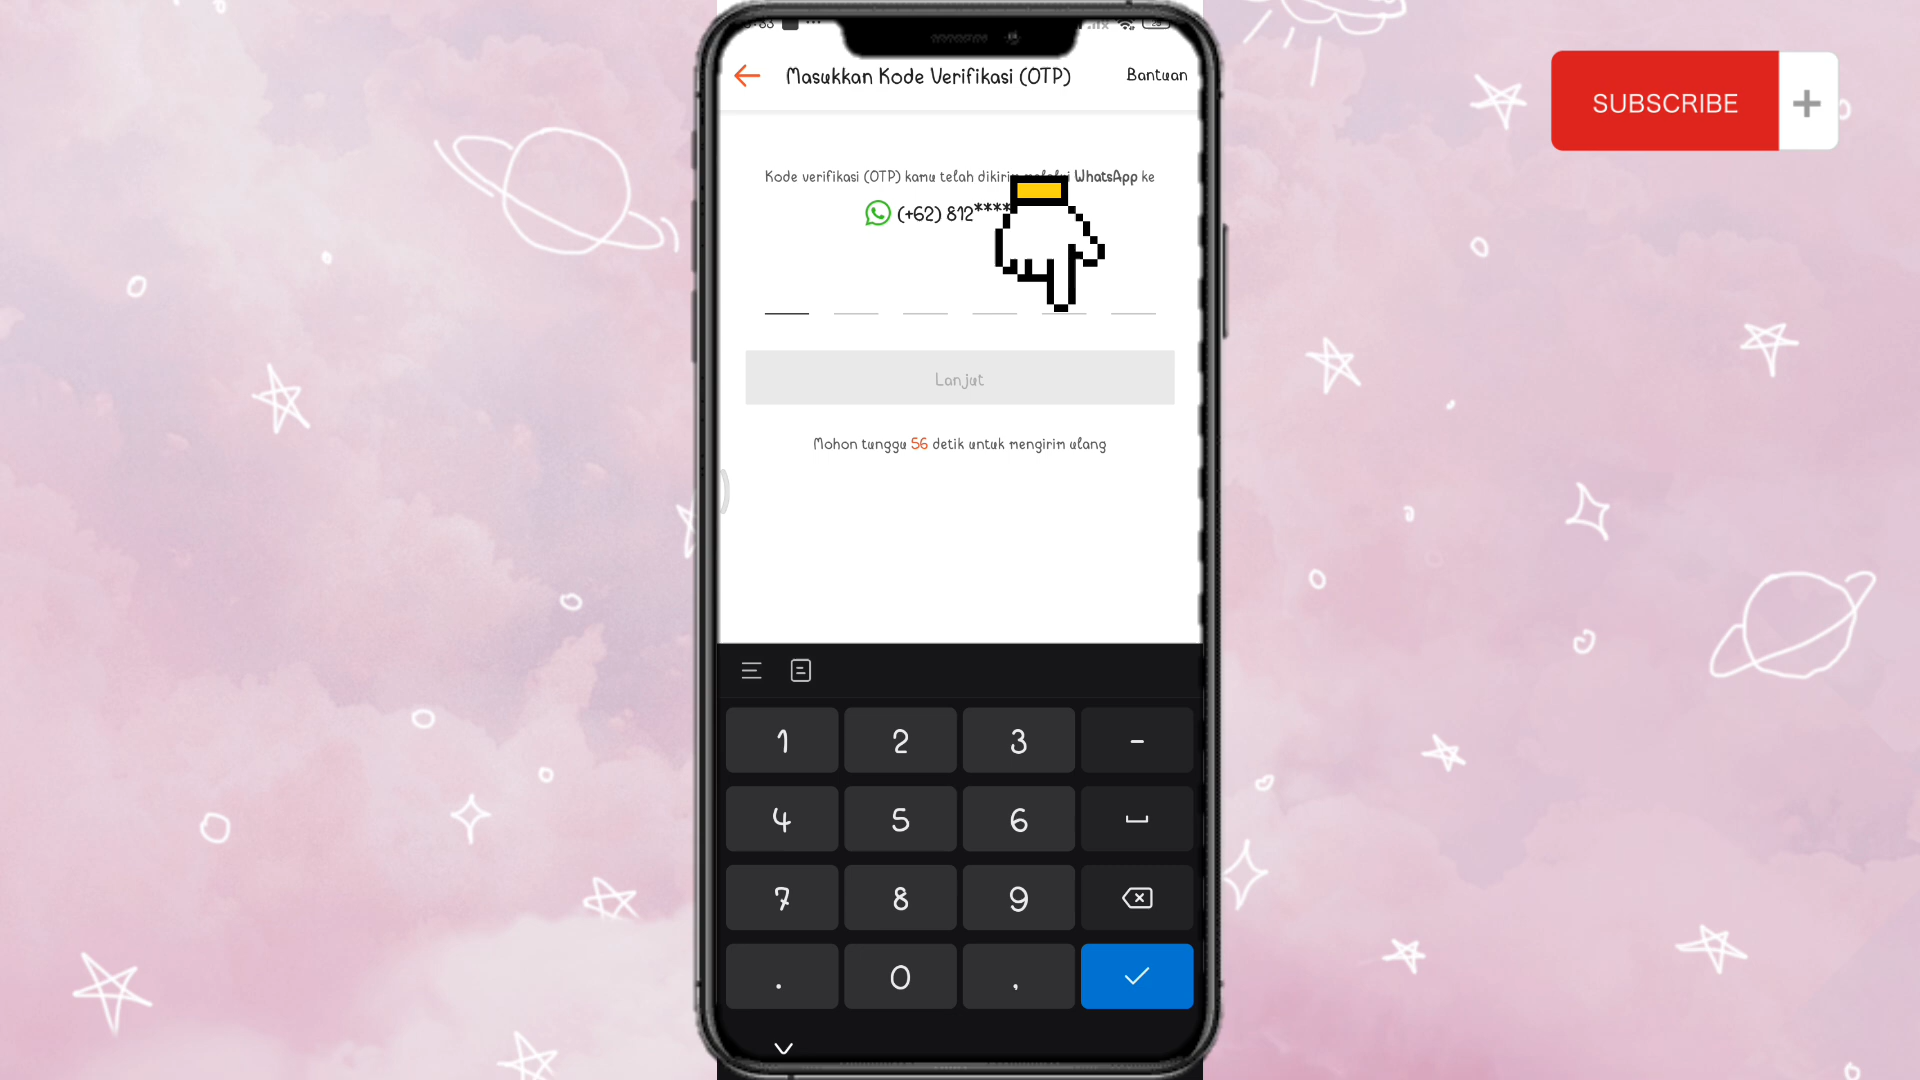 Masukkan Kode Verifikasi (OTP)
Bantuan
SUBSCRIBE +
Kode verifikasi (OTP) kamu telah dikirim WhatsApp ke
(+62) 812****
Lanjut
Mohon tunggu 56 detik untuk mengirim ulang
1 2 3 -
4 5 6
7 8 9
. 0 ,